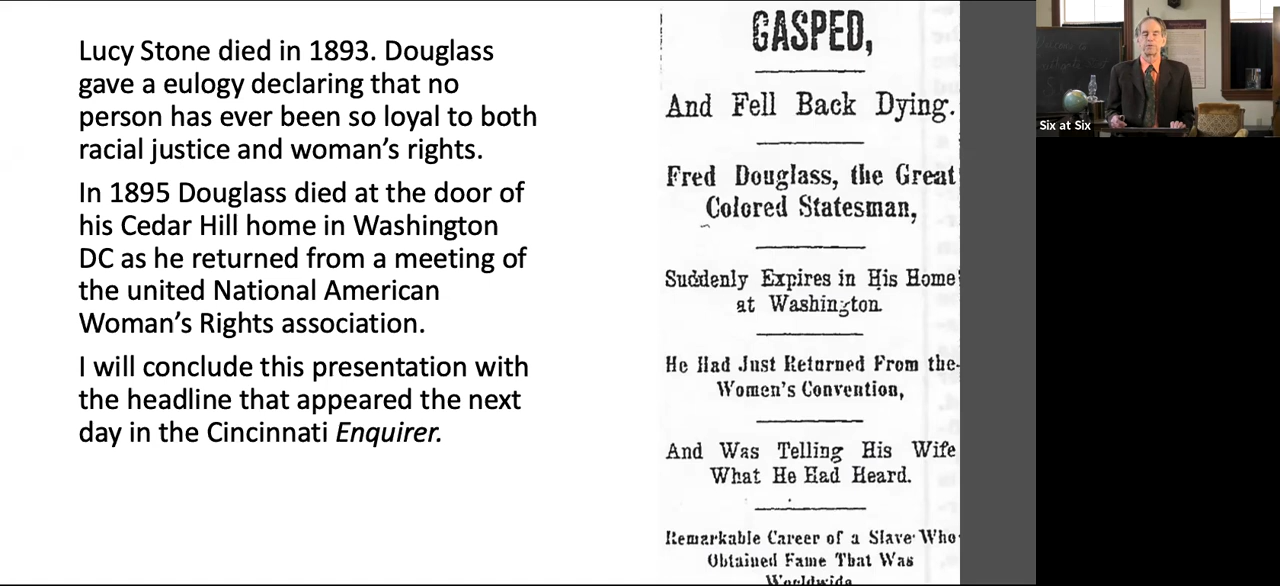 Lucy Stone died in 1893. Douglass
gave a eulogy declaring that no
person has ever been so loyal to both
racial justice and woman's rights.
In 1895 Douglass died at the door of
his Cedar Hill home in Washington
DC as he returned from a meeting of
the united National American
Woman's Rights association.
I will conclude this presentation with
the headline that appeared the next
day in the Cincinnati Enquirer.
GASPED,
And Fell Back Dying.
Fred Douglass, the Great
Colored Statesman,
Suddenly Expires in His Home
at Washington.
He Had Just Returned From the
Women's Convention,
And Was Telling His Wife
What He Had Heard.
Remarkable Career of a Slave Who
Obtained Fame That Was
Worldwide
Six at Six